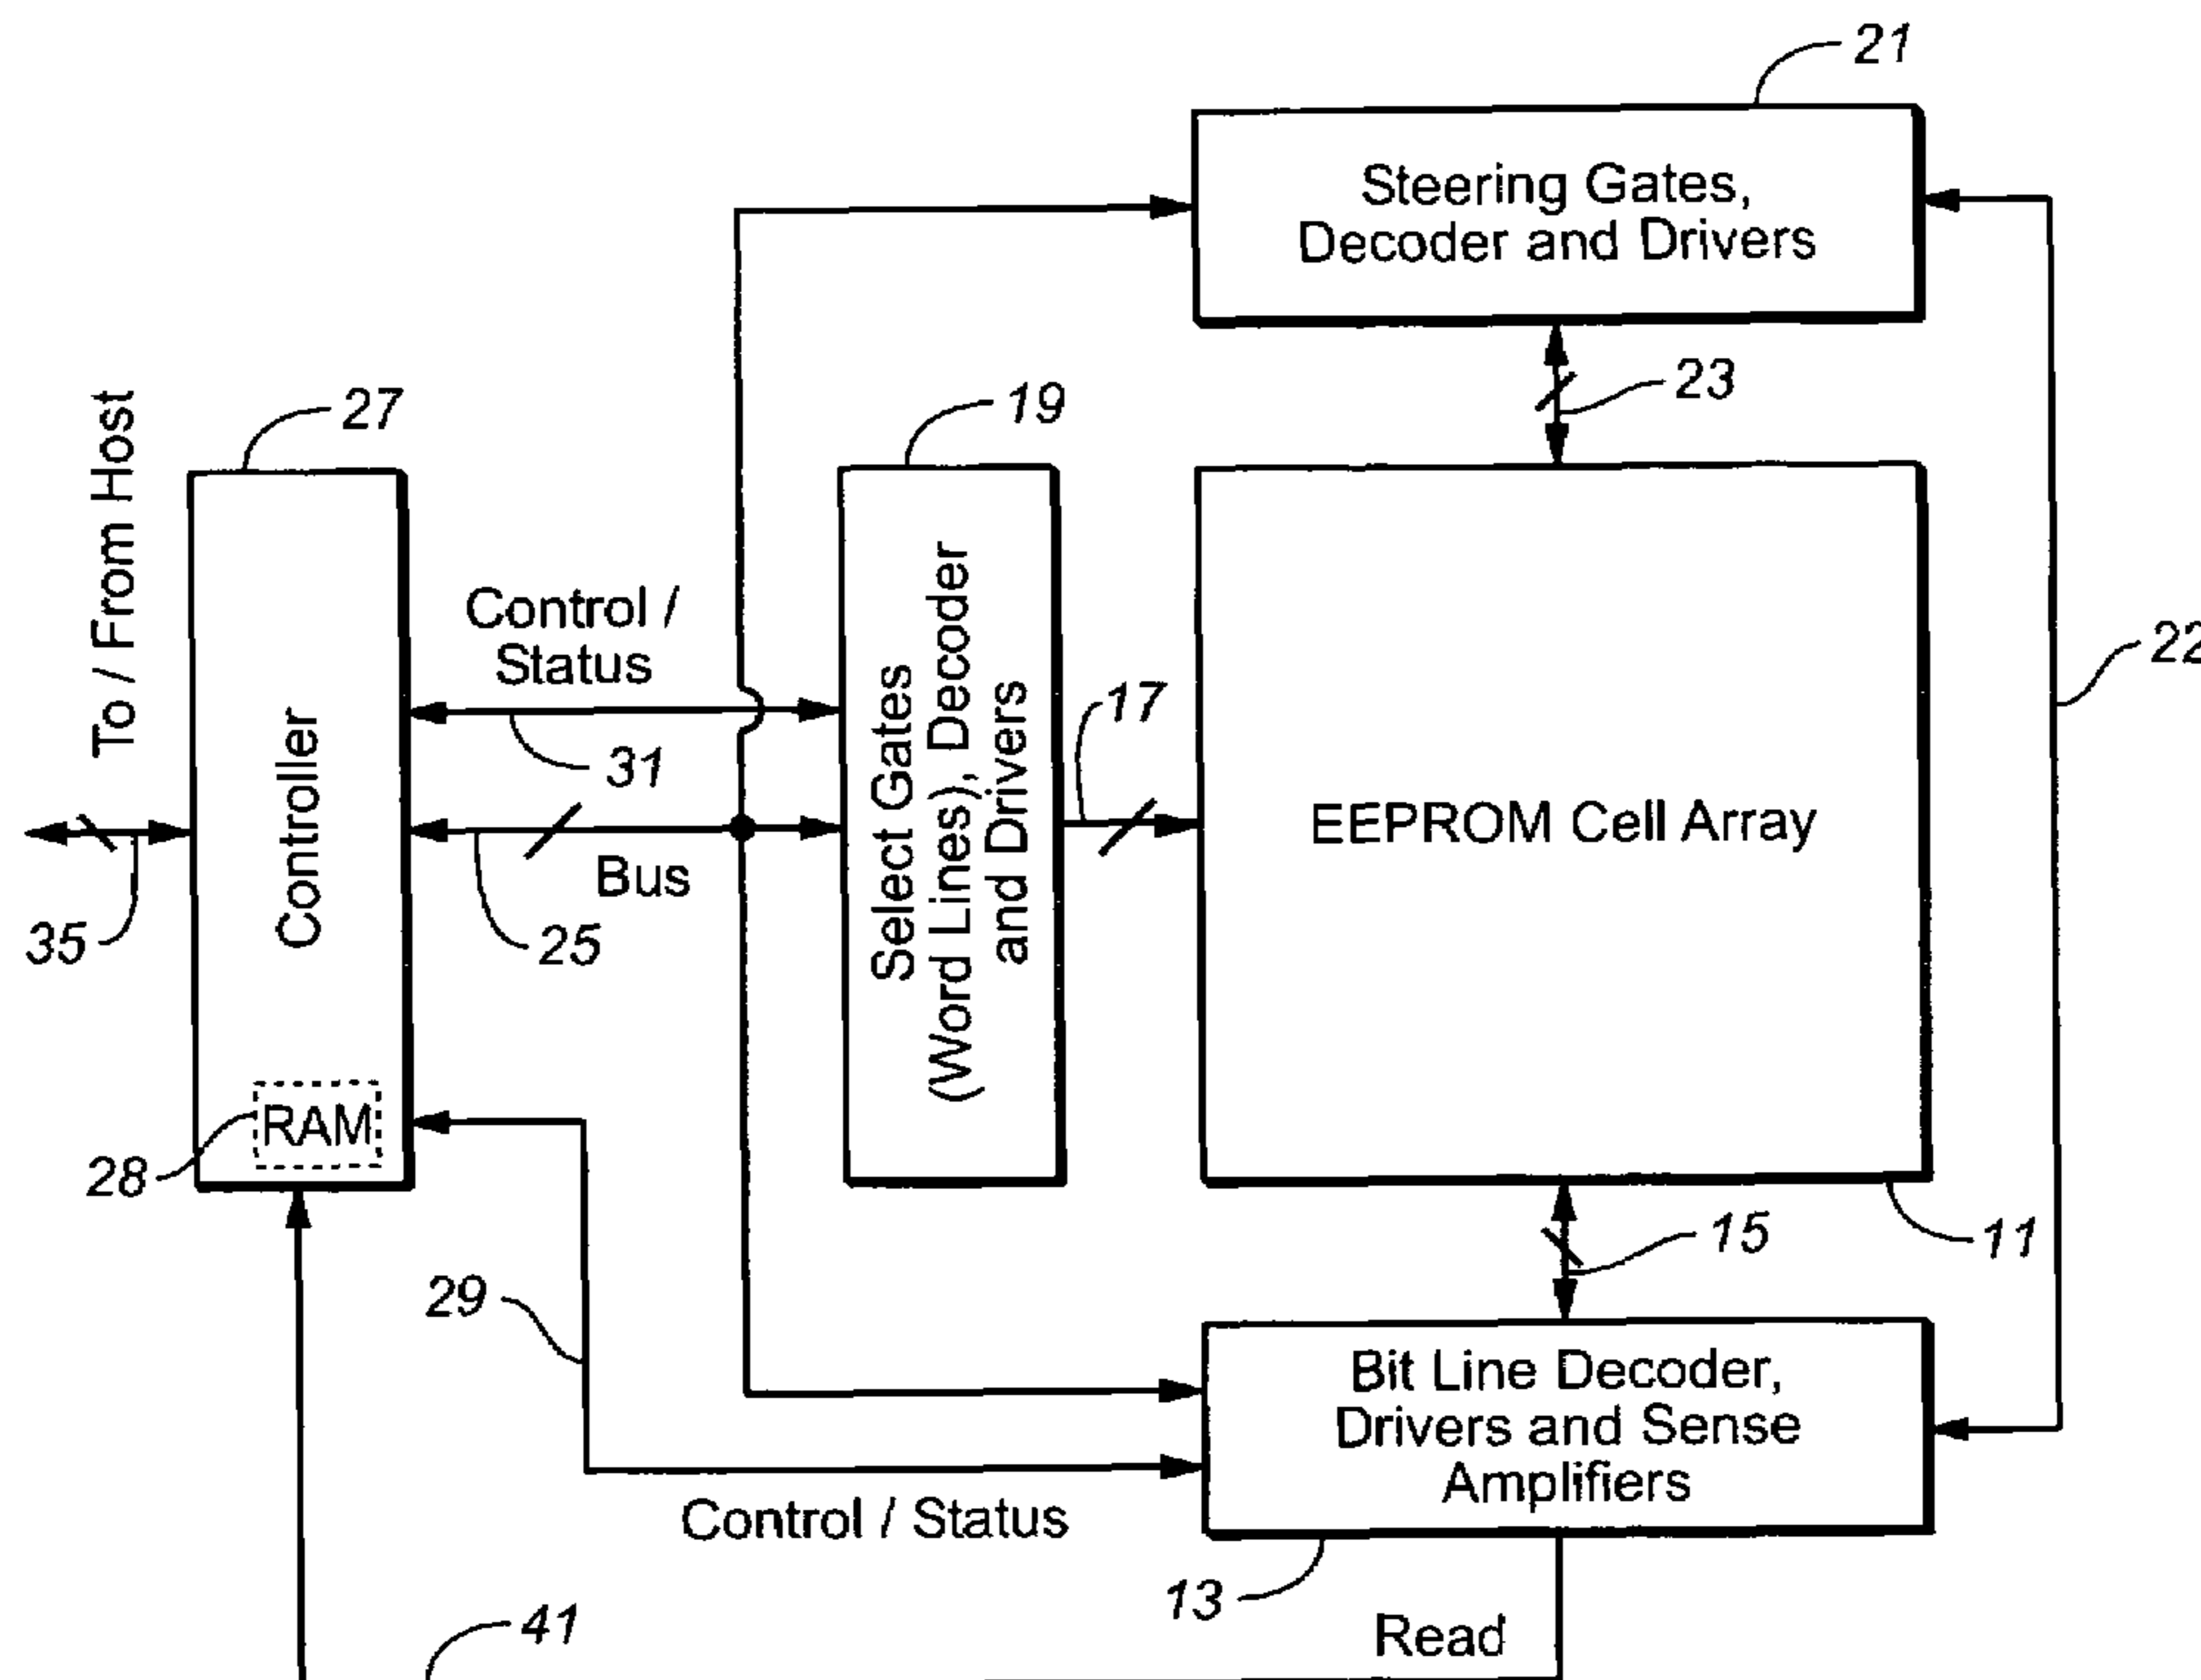 21
Steering Gates,
Decoder and Drivers
23
27
19
To / From Host
Control /
Status
22
17
31
Controller
Select Gates
(Word Lines), Decoder
and Drivers
EEPROM Cell Array
Bus
35
25
RAM
28
15
11
29
Bit Line Decoder,
Drivers and Sense
Amplifiers
Control / Status
13
41
Read